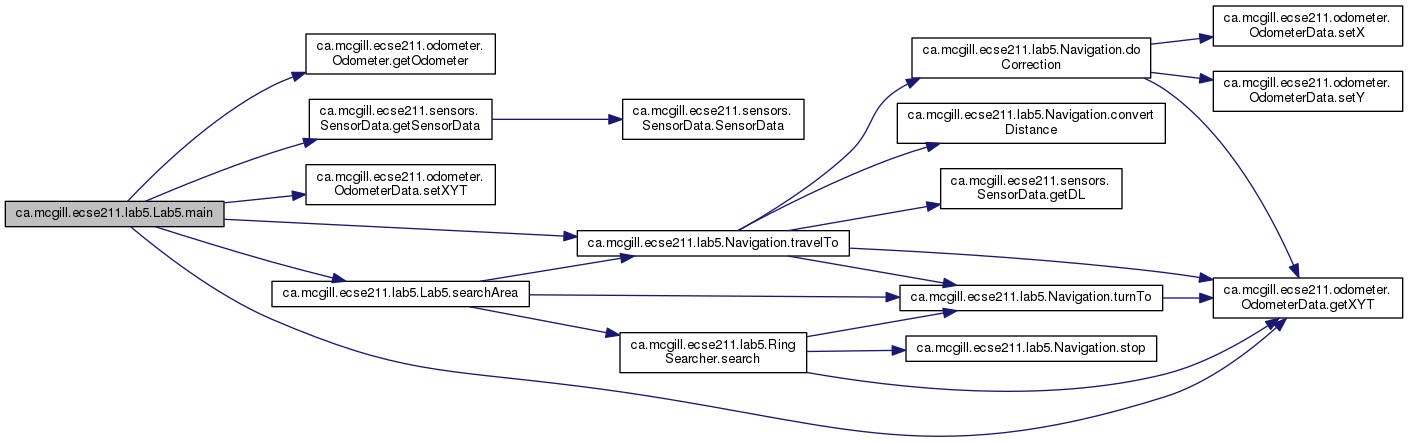 ca.mcgill.ecse211.lab5.Lab5.main
ca.mcgill.ecse211.odometer.
Odometer.getOdometer
ca.mcgill.ecse211.sensors.
SensorData.getSensorData
ca.mcgill.ecse211.odometer.
OdometerData.setXYT
ca.mcgill.ecse211.lab5.Lab5.searchArea
ca.mcgill.ecse211.sensors.
SensorData.SensorData
ca.mcgill.ecse211.lab5.Navigation.travelTo
ca.mcgill.ecse211.lab5.Ring
Searcher.search
ca.mcgill.ecse211.lab5.Navigation.do
Correction
ca.mcgill.ecse211.lab5.Navigation.convert
Distance
ca.mcgill.ecse211.sensors.
SensorData.getDL
ca.mcgill.ecse211.lab5.Navigation.turnTo
ca.mcgill.ecse211.lab5.Navigation.stop
ca.mcgill.ecse211.odometer.
OdometerData.setX
ca.mcgill.ecse211.odometer.
OdometerData.setY
ca.mcgill.ecse211.odometer.
OdometerData.getXYT